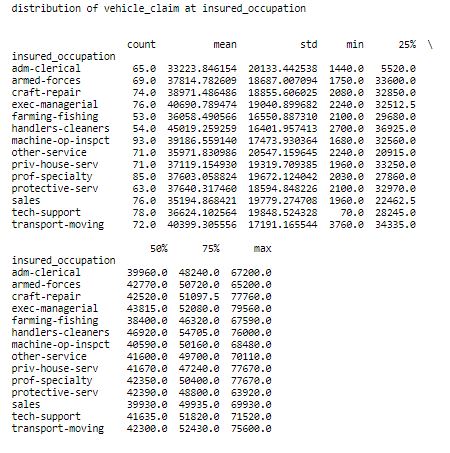 distribution of vehicle_claim at insured_occupation
count mean std min 25% \
insured_occupation
adm-clerical 65.0 33223.846154 20133.442538 1440.0 5520.0
armed-forces 69.0 37814.782609 18687.007094 1750.0 33600.0
craft-repair 74.0 38971.486486 18855.606025 2080.0 32850.0
exec-managerial 76.0 40690.789474 19040.899682 2240.0 32512.5
farming-fishing 53.0 36058.490566 16550.887310 2100.0 29680.0
handlers-cleaners 54.0 45019.259259 16401.957413 2700.0 36925.0
machine-op-inspct 93.0 39186.559140 17473.930364 1680.0 32560.0
other-service 71.0 35971.830986 20547.159645 2240.0 20915.0
priv-house-serv 71.0 37119.154930 19319.709385 1960.0 33250.0
prof-specialty 85.0 37603.058824 19672.124042 2030.0 27860.0
protective-serv 63.0 37640.317460 18594.848226 2100.0 32970.0
sales 76.0 35194.868421 19779.274708 1960.0 22462.5
tech-support 78.0 36624.102564 19848.524328 70.0 28245.0
transport-moving 72.0 40399.305556 17191.165544 3760.0 34335.0
50% 75% max
insured_occupation
adm-clerical 39960.0 48240.0 67200.0
armed-forces 42770.0 50720.0 65200.0
craft-repair 42520.0 51097.5 77760.0
exec-managerial 43815.0 52080.0 79560.0
farming-fishing 38400.0 46320.0 67590.0
handlers-cleaners 46920.0 54705.0 76000.0
machine-op-inspct 40590.0 50160.0 68480.0
other-service 41600.0 49700.0 70110.0
priv-house-serv 41670.0 47240.0 77670.0
prof-specialty 42350.0 50400.0 77670.0
protective-serv 42390.0 48800.0 63920.0
sales 39930.0 49935.0 69930.0
tech-support 41635.0 51820.0 71520.0
transport-moving 42300.0 52430.0 75600.0